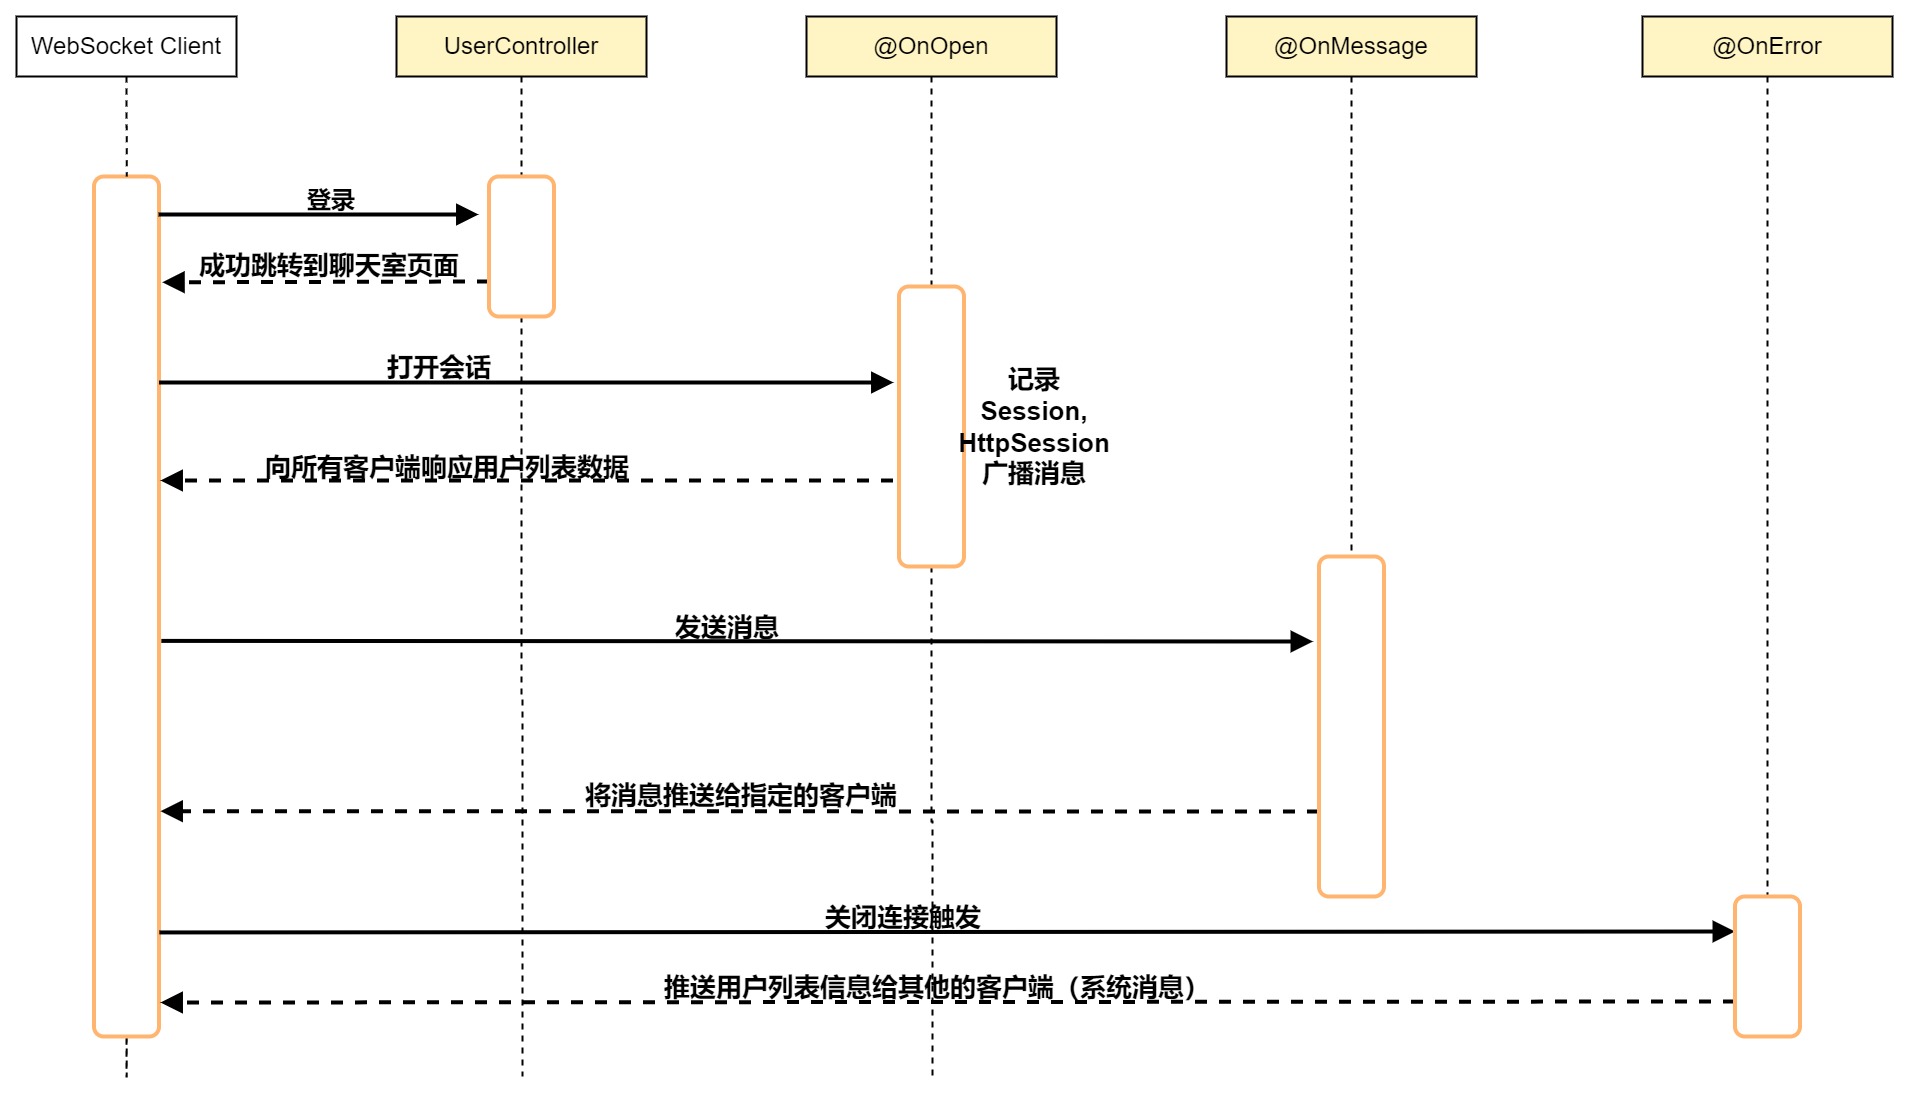 WebSocket Client
UserController
@OnOpen
@OnMessage
@OnError
登录
成功跳转到聊天室页面
打开会话
记录
Session,
HttpSession
广播消息
向所有客户端响应用户列表数据
发送消息
将消息推送给指定的客户端
关闭连接触发
推送用户列表信息给其他的客户端（系统消息）